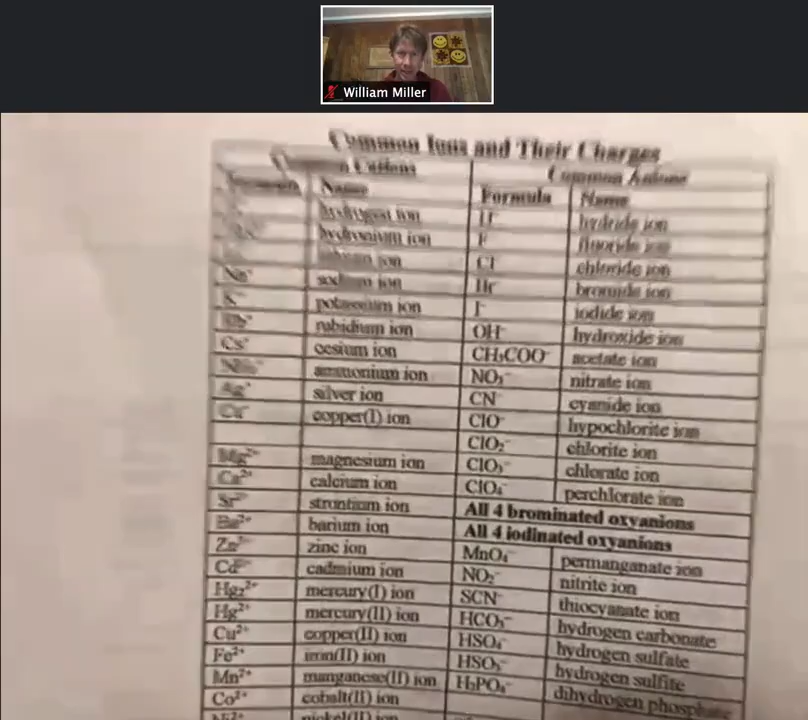 William Miller
Common Ions and Their Charges
Cations Common Anions
Name Formula Name
hydrogen ion H⁻ hydride ion
hydronium ion F⁻ fluoride ion
ion Cl⁻ chloride ion
Na⁺ sodium ion Br⁻ bromide ion
K⁺ potassium ion I⁻ iodide ion
Rb⁺ rubidium ion OH⁻ hydroxide ion
Cs⁺ cesium ion CH₃COO⁻ acetate ion
NH₄⁺ ammonium ion NO₃⁻ nitrate ion
Ag⁺ silver ion CN⁻ cyanide ion
Cu⁺ copper(I) ion ClO⁻ hypochlorite ion
ClO₂⁻ chlorite ion
Mg²⁺ magnesium ion ClO₃⁻ chlorate ion
Ca²⁺ calcium ion ClO₄⁻ perchlorate ion
Sr²⁺ strontium ion All 4 brominated oxyanions
Ba²⁺ barium ion All 4 iodinated oxyanions
Zn²⁺ zinc ion MnO₄⁻ permanganate ion
Cd²⁺ cadmium ion NO₂⁻ nitrite ion
Hg₂²⁺ mercury(I) ion SCN⁻ thiocyanate ion
Hg²⁺ mercury(II) ion HCO₃⁻ hydrogen carbonate
Cu²⁺ copper(II) ion HSO₄⁻ hydrogen sulfate
Fe²⁺ iron(II) ion HSO₃⁻ hydrogen sulfite
Mn²⁺ manganese(II) ion H₂PO₄⁻ dihydrogen phosphate
Co²⁺ cobalt(II) ion
Ni²⁺ nickel(II) ion